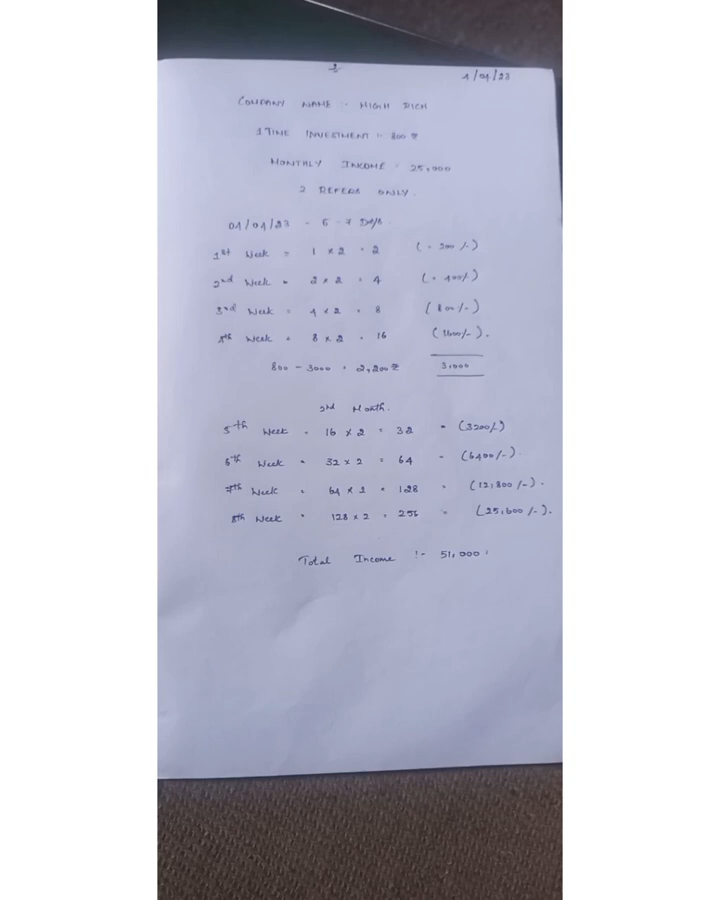 1/04/23
COMPANY NAME : HIGH RICH
1 TIME INVESTMENT :- 800 ₹
MONTHLY INCOME : 25,000
2 REFERS ONLY.
01/04/23 - 6 - 7 Days.
1st Week = 1 x 2 = 2 ( = 200 /-)
2nd Week = 2 x 2 = 4 ( = 400/)
3rd Week = 4 x 2 = 8 ( 800 /-)
Week = 8 x 2 = 16 ( 1600/-).
800 - 3000 = 2,200 ₹ 3,000
2nd Month.
5th Week = 16 x 2 = 32 = (3200/)
6th Week = 32 x 2 = 64 = (6400/-).
7th Week = 64 x 2 = 128 = (12,800 /-).
8th Week = 128 x 2 = 256 = (25,600 /-).
Total Income :- 51,000